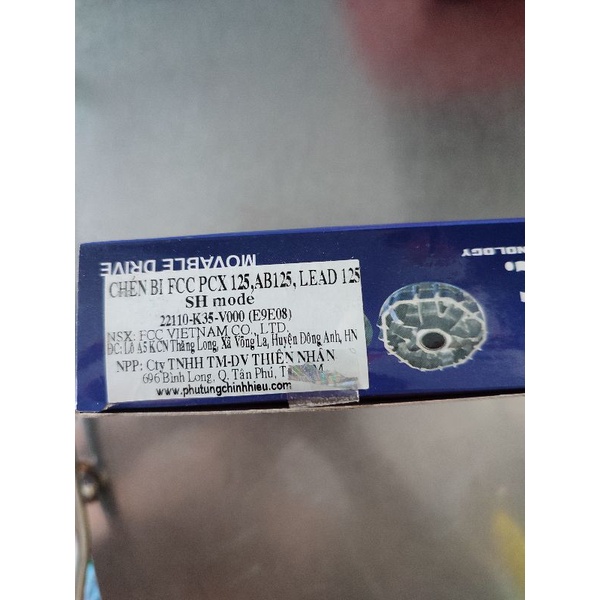 MOVABLE DRIVE
CHÉN BI FCC PCX 125,AB125, LEAD 125
SH mode
22110-K35-V000 (E9E08)
NSX: FCC VIETNAM CO., LTD.
ĐC: Lô A5 KCN Thăng Long, Xã Võng La, Huyện Đông Anh, HN
NPP: Cty TNHH TM-DV THIÊN NHÂN
696 Bình Long, Q. Tân Phú,
www.phutungchinhhieu.com